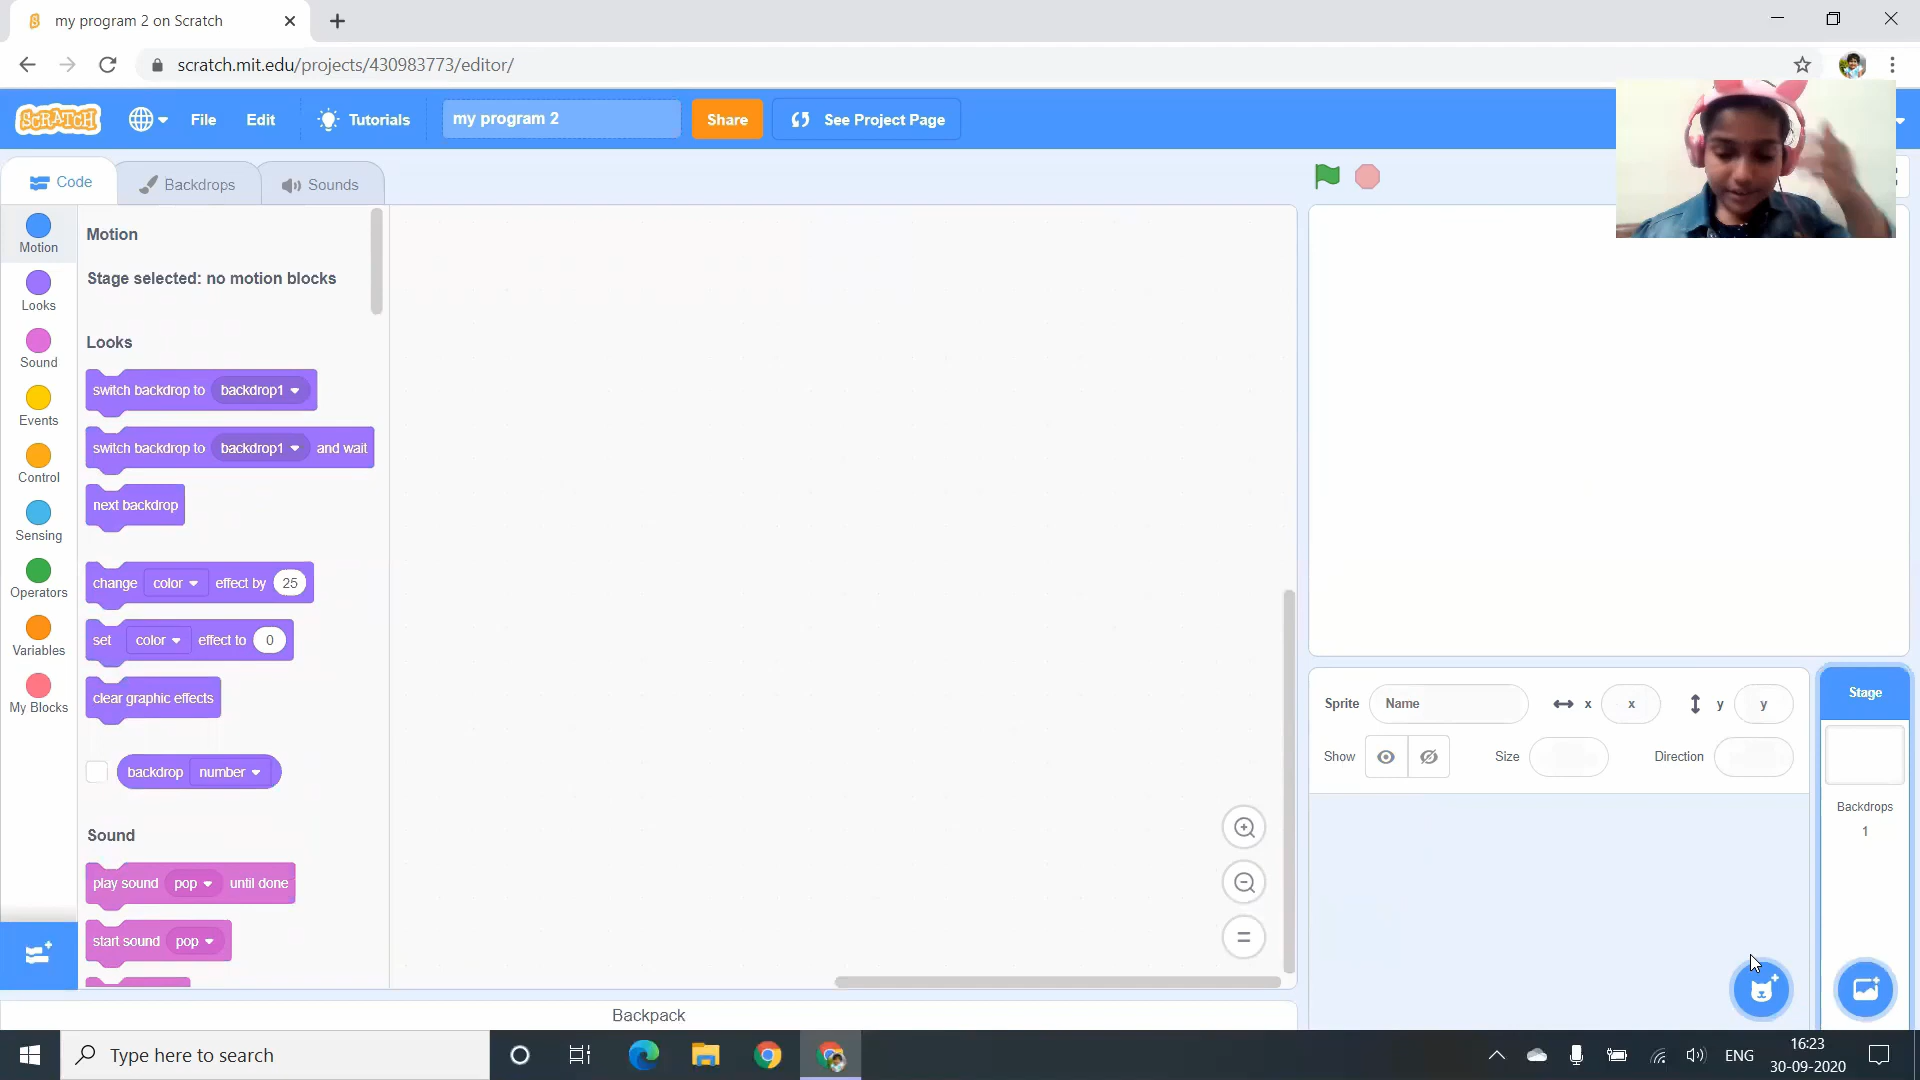 my program 2 on Scratch
scratch.mit.edu/projects/430983773/editor/
SCRATCH
File
Edit
Tutorials
my program 2
Share
See Project Page
Code
Backdrops
Sounds
Motion
Looks
Sound
Events
Control
Sensing
Operators
Variables
My Blocks
Motion
Stage selected: no motion blocks
Looks
switch backdrop to backdrop1
switch backdrop to backdrop1 and wait
next backdrop
change color effect by 25
set color effect to 0
clear graphic effects
backdrop number
Sound
play sound pop until done
start sound pop
Backpack
Sprite Name x x y y
Show Size Direction
Stage
Backdrops
1
Type here to search
ENG
16:23
30-09-2020